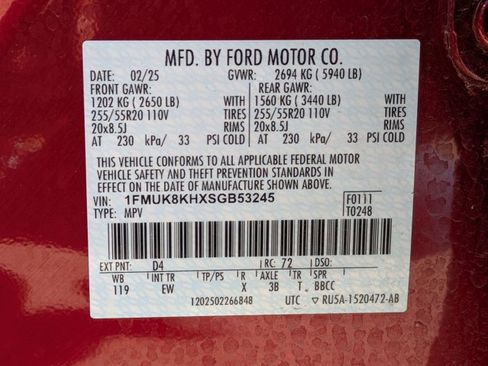 MFD. BY FORD MOTOR CO.
DATE: 02/25 GVWR: 2694 KG ( 5940 LB)
FRONT GAWR: REAR GAWR:
1202 KG ( 2650 LB) WITH 1560 KG ( 3440 LB) WITH
255/55R20 110V TIRES 255/55R20 110V TIRES
20x8.5J RIMS 20x8.5J RIMS
AT 230 kPa/ 33 PSI COLD AT 230 kPa/ 33 PSI COLD
THIS VEHICLE CONFORMS TO ALL APPLICABLE FEDERAL MOTOR
VEHICLE SAFETY AND THEFT PREVENTION STANDARDS IN
EFFECT ON THE DATE OF MANUFACTURE SHOWN ABOVE.
VIN: 1FMUK8KHXSGB53245 F0111
TYPE: MPV T0248
EXT PNT: D4 RC: 72 DSO:
WB INT TR TP/PS R AXLE TR SPR
119 EW X 3B T BBCC
1202502266848 UTC ▽ RU5A-1520472-AB